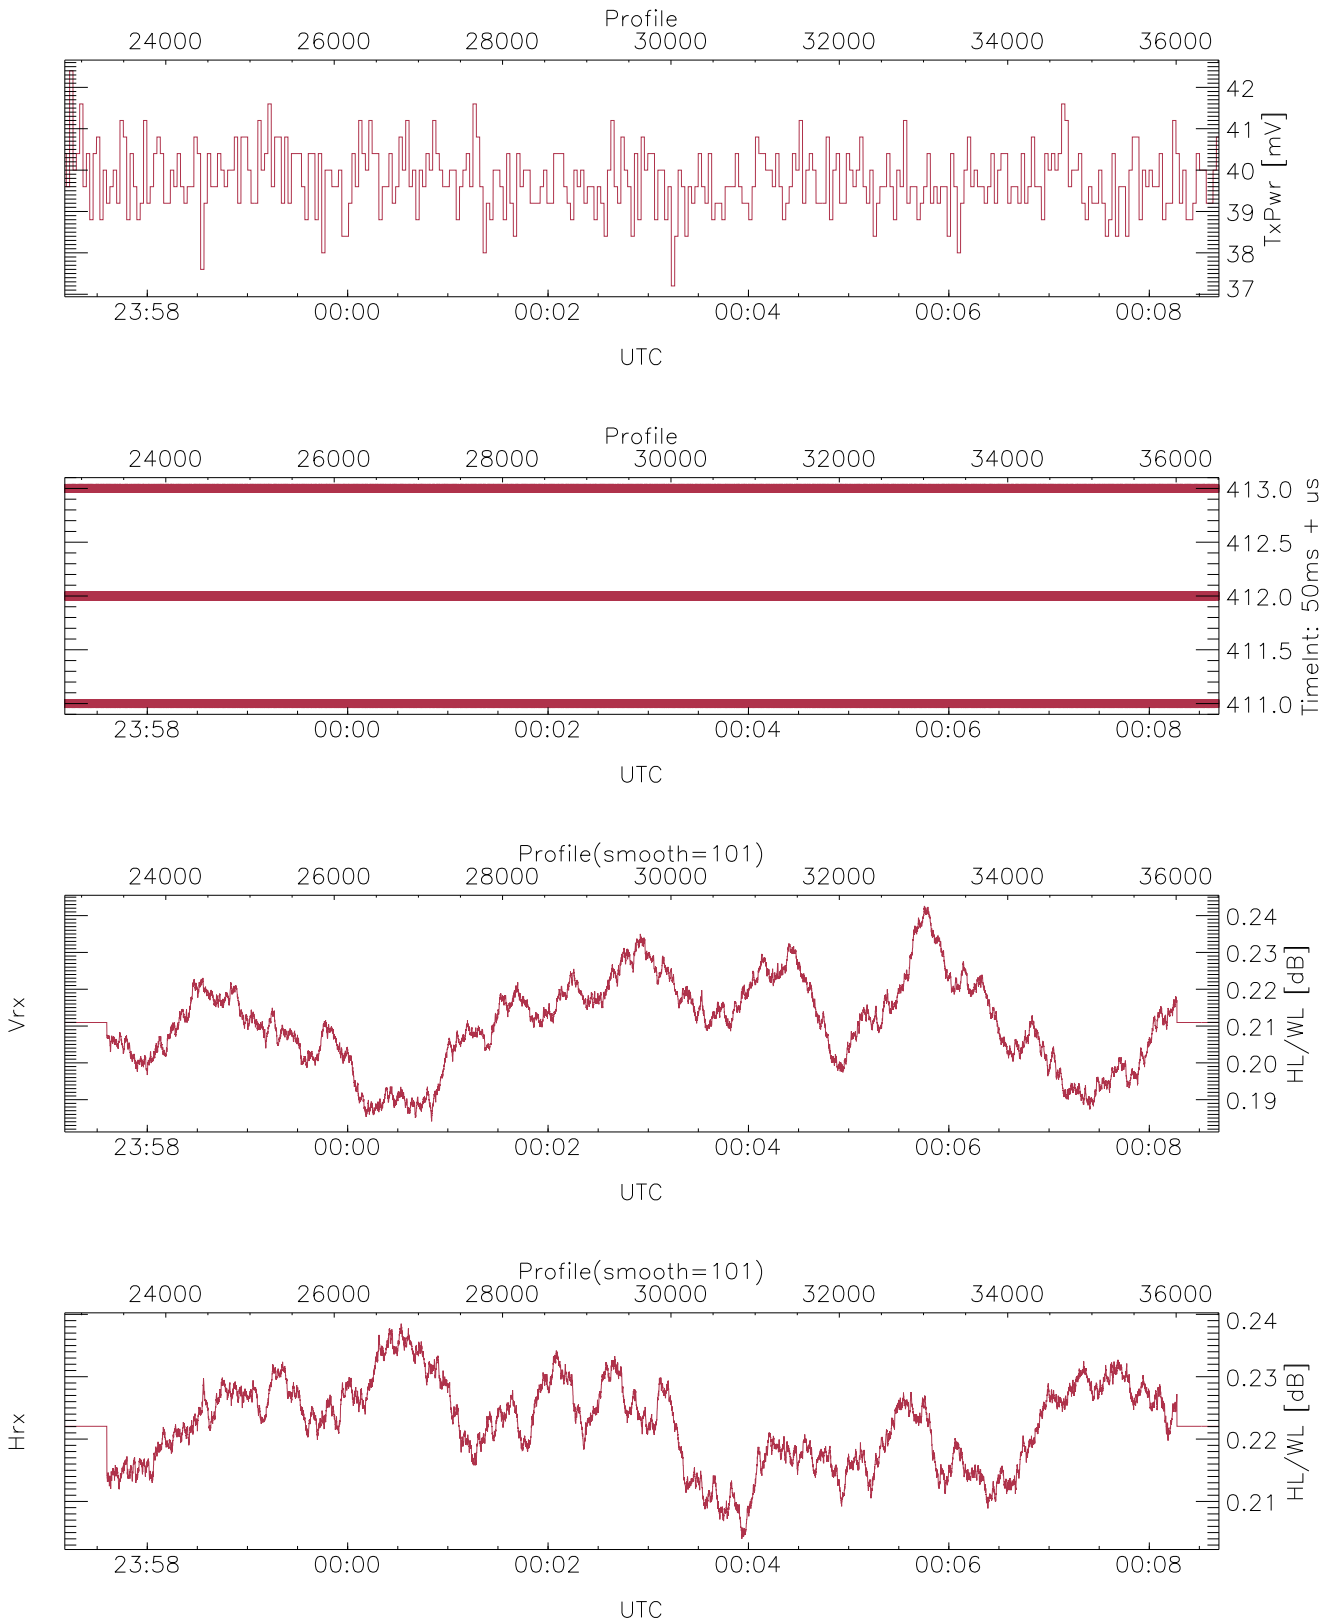 Profile
24000 26000 28000 30000 32000 34000 36000
42
41
40
39
38
37
TxPwr [mV]
23:58 00:00 00:02 00:04 00:06 00:08
UTC
Profile
24000 26000 28000 30000 32000 34000 36000
413.0
412.5
412.0
411.5
411.0
TimeInt: 50ms + us
23:58 00:00 00:02 00:04 00:06 00:08
UTC
Profile(smooth=101)
24000 26000 28000 30000 32000 34000 36000
Vrx
0.24
0.23
0.22
0.21
0.20
0.19
HL/WL [dB]
23:58 00:00 00:02 00:04 00:06 00:08
UTC
Profile(smooth=101)
24000 26000 28000 30000 32000 34000 36000
Hrx
0.24
0.23
0.22
0.21
HL/WL [dB]
23:58 00:00 00:02 00:04 00:06 00:08
UTC